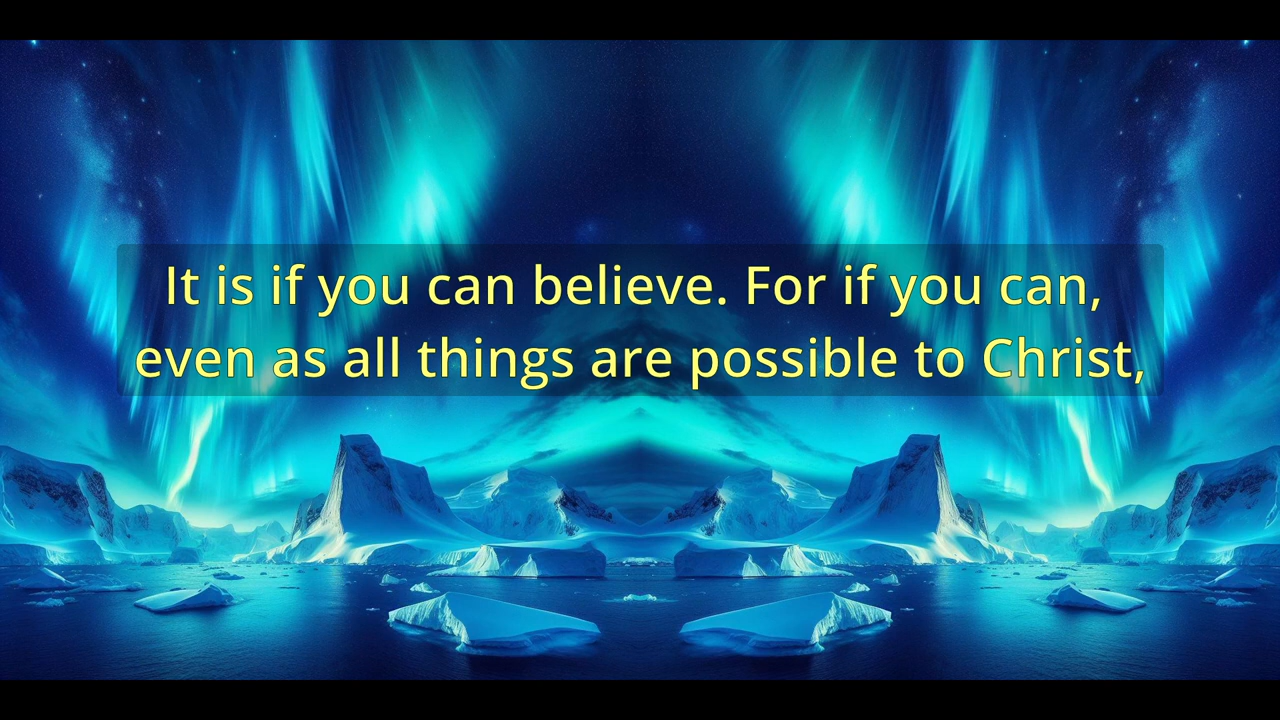 It is if you can believe. For if you can,
even as all things are possible to Christ,